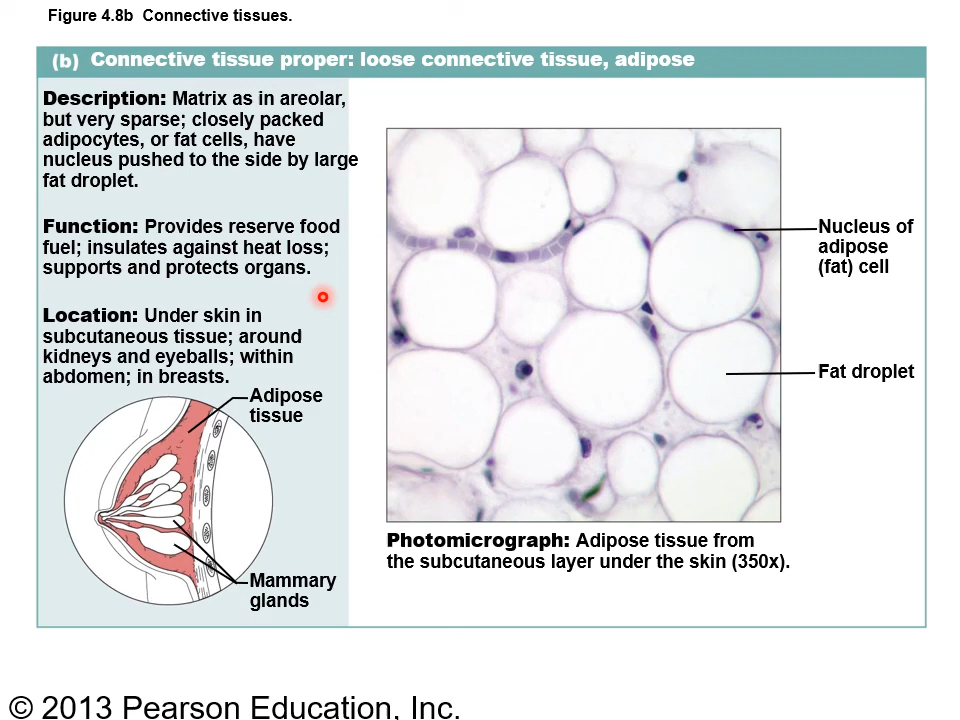 Figure 4.8b  Connective tissues.
(b) Connective tissue proper: loose connective tissue, adipose
Description: Matrix as in areolar,
but very sparse; closely packed
adipocytes, or fat cells, have
nucleus pushed to the side by large
fat droplet.
Function: Provides reserve food
fuel; insulates against heat loss;
supports and protects organs.
Location: Under skin in
subcutaneous tissue; around
kidneys and eyeballs; within
abdomen; in breasts.
Adipose
tissue
Mammary
glands
Nucleus of
adipose
(fat) cell
Fat droplet
Photomicrograph: Adipose tissue from
the subcutaneous layer under the skin (350x).
© 2013 Pearson Education, Inc.